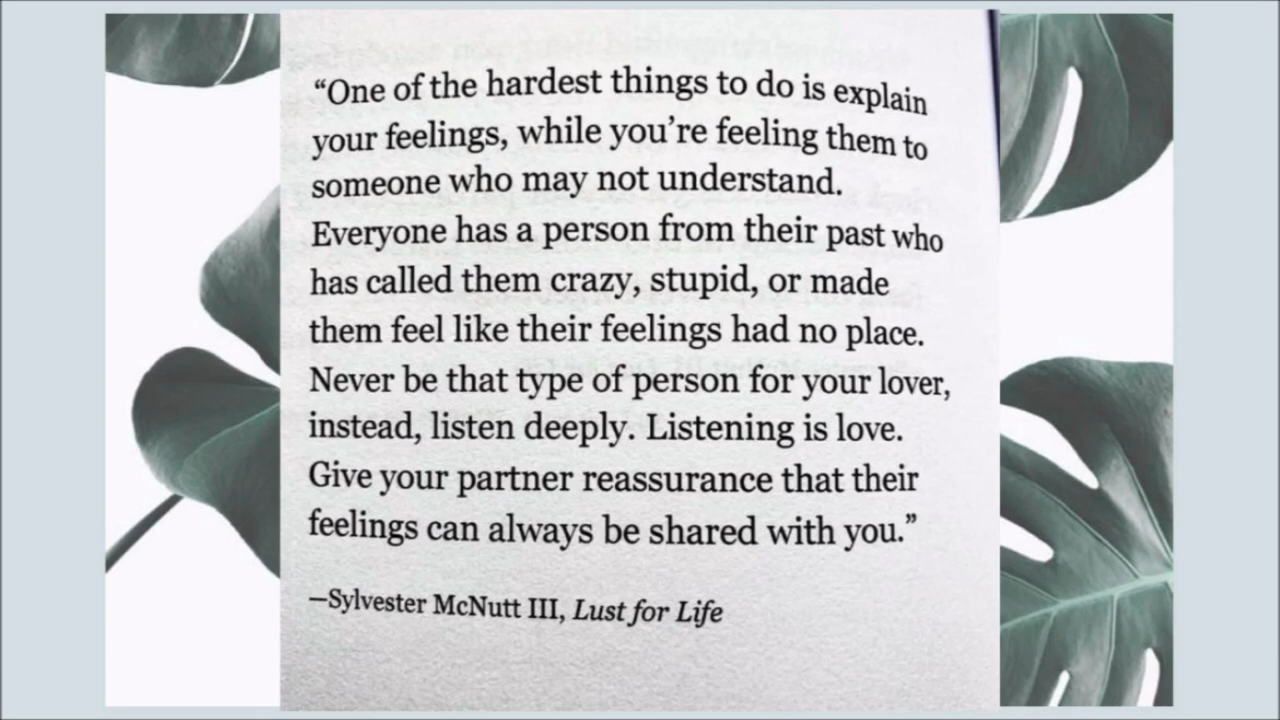 “One of the hardest things to do is explain
your feelings, while you’re feeling them to
someone who may not understand.
Everyone has a person from their past who
has called them crazy, stupid, or made
them feel like their feelings had no place.
Never be that type of person for your lover,
instead, listen deeply. Listening is love.
Give your partner reassurance that their
feelings can always be shared with you.”
—Sylvester McNutt III, Lust for Life